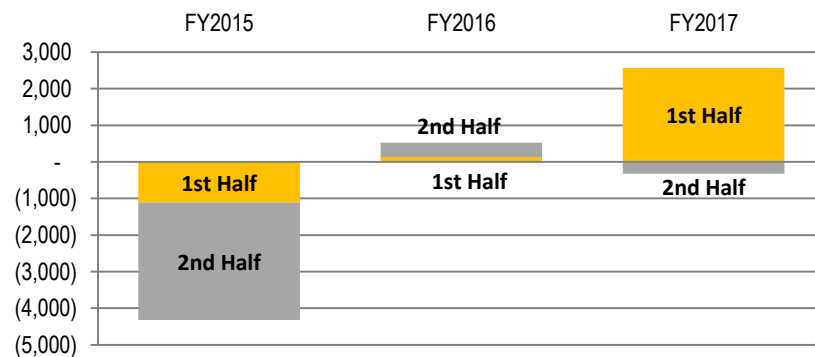 FY2015 FY2016 FY2017
3,000
2,000
1,000
-
(1,000)
(2,000)
(3,000)
(4,000)
(5,000)
1st Half
2nd Half
2nd Half
1st Half
1st Half
2nd Half